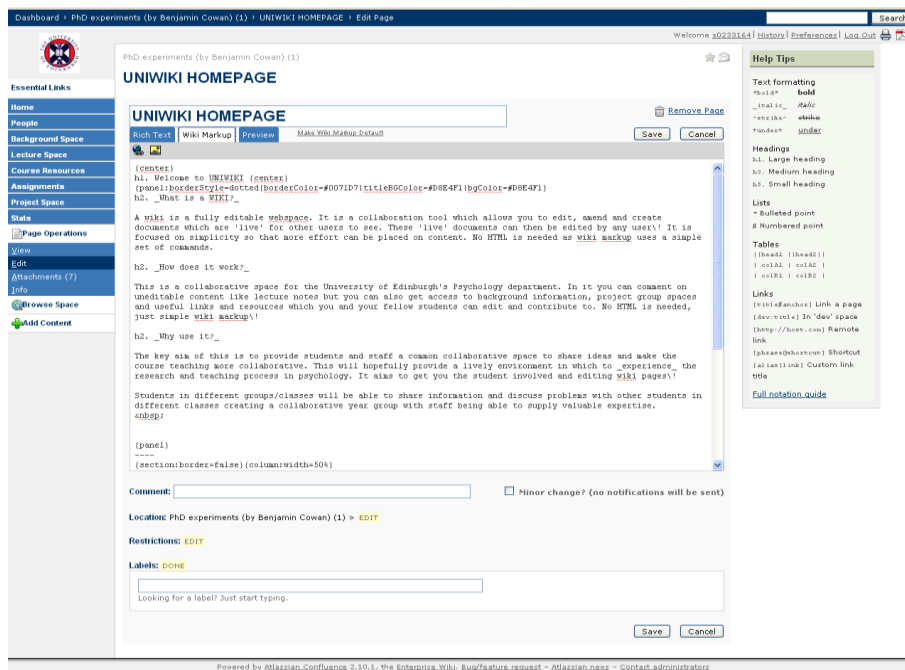 Dashboard > PhD experiments (by Benjamin Cowan) (1) > UNIWIKI HOMEPAGE > Edit Page
Search
Welcome s0233164 | History | Preferences | Log Out
THE UNIVERSITY OF EDINBURGH
Essential Links
Home
People
Background Space
Lecture Space
Course Resources
Assignments
Project Space
Stats
Page Operations
View
Edit
Attachments (7)
Info
Browse Space
Add Content
PhD experiments (by Benjamin Cowan) (1)
UNIWIKI HOMEPAGE
UNIWIKI HOMEPAGE
Remove Page
Rich Text
Wiki Markup
Preview
Make Wiki Markup Default
Save
Cancel
{center}
h1. Welcome to UNIWIKI {center}
{panel:borderStyle=dotted|borderColor=#0071D7|titleBGColor=#D8E4F1|bgColor=#D8E4F1}
h2. _What is a WIKI?_
A wiki is a fully editable webspace. It is a collaboration tool which allows you to edit, amend and create
documents which are 'live' for other users to see. These 'live' documents can then be edited by any user\! It is
focused on simplicity so that more effort can be placed on content. No HTML is needed as wiki markup uses a simple
set of commands.
h2. _How does it work?_
This is a collaborative space for the University of Edinburgh's Psychology department. In it you can comment on
uneditable content like lecture notes but you can also get access to background information, project group spaces
and useful links and resources which you and your fellow students can edit and contribute to. No HTML is needed,
just simple wiki markup\!
h2. _Why use it?_
The key aim of this is to provide students and staff a common collaborative space to share ideas and make the
course teaching more collaborative. This will hopefully provide a lively environment in which to _experience_ the
research and teaching process in psychology. It aims to get you the student involved and editing wiki pages\!
Students in different groups/classes will be able to share information and discuss problems with other students in
different classes creating a collaborative year group with staff being able to supply valuable expertise.
&nbsp;
{panel}
----
{section:border=false}{column:width=50%}
Comment:
Minor change? (no notifications will be sent)
Location: PhD experiments (by Benjamin Cowan) (1) > EDIT
Restrictions: EDIT
Labels: DONE
Looking for a label? Just start typing.
Save
Cancel
Help Tips
Text formatting
*bold* bold
_italic_ italic
-strike- strike
+under+ under
Headings
h1. Large heading
h3. Medium heading
h5. Small heading
Lists
* Bulleted point
# Numbered point
Tables
||head1 ||head2||
| colA1 | colA2 |
| colB1 | colB2 |
Links
[title#anchor] Link a page
[dev:title] In 'dev' space
[http://host.com] Remote
link
[phrase@shortcut] Shortcut
[alias|link] Custom link
title
Full notation guide
Powered by Atlassian Confluence 2.10.1, the Enterprise Wiki. Bug/feature request - Atlassian news - Contact administrators